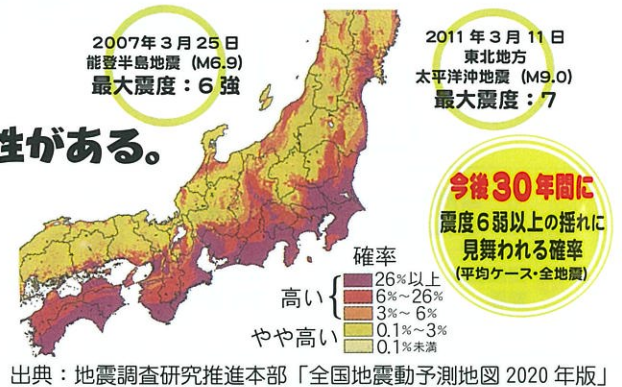 2007年3月25日
能登半島地震（M6.9）
最大震度：6強
2011年3月11日
東北地方
太平洋沖地震（M9.0）
最大震度：7
性がある。
今後30年間に
震度6弱以上の揺れに
見舞われる確率
（平均ケース・全地震）
確率
高い
26%以上
6%～26%
3%～6%
やや高い
0.1%～3%
0.1%未満
出典：地震調査研究推進本部「全国地震動予測地図2020年版」